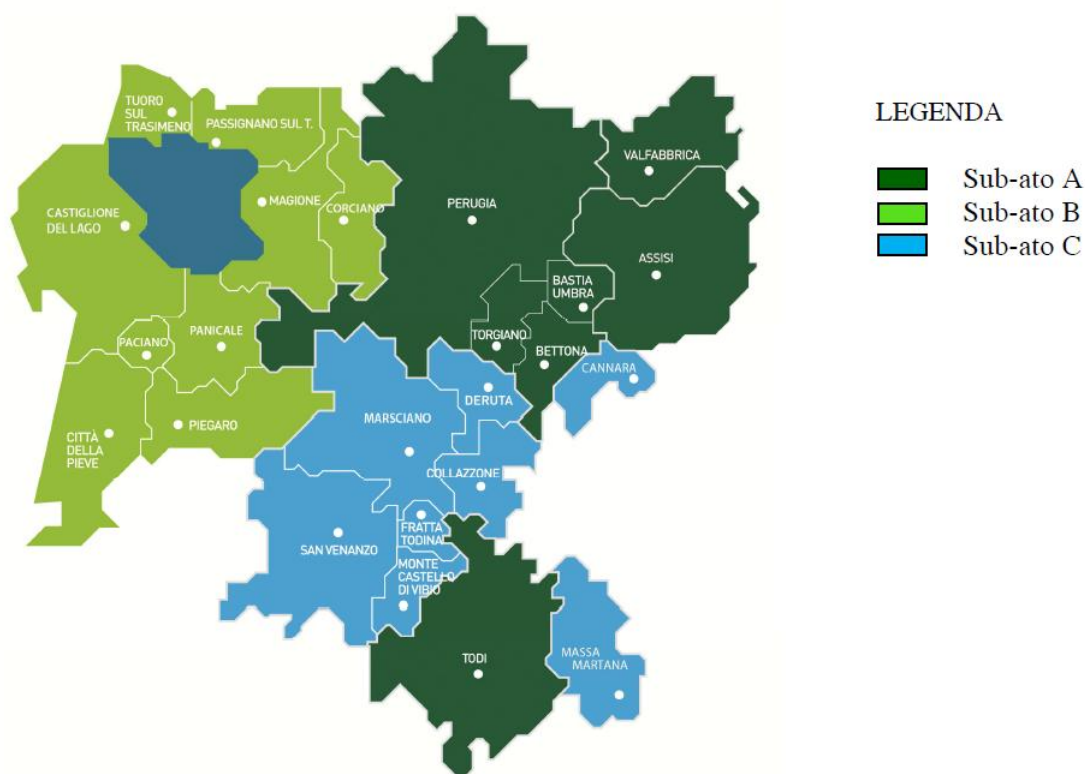 TUORO
SUL
TRASIMENO
PASSIGNANO SUL T.
VALFABBRICA
CASTIGLIONE
DEL LAGO
MAGIONE
CORCIANO
PERUGIA
ASSISI
BASTIA
UMBRA
PACIANO
PANICALE
TORGIANO
BETTONA
CANNARA
DERUTA
CITTÀ
DELLA
PIEVE
PIEGARO
MARSCIANO
COLLAZZONE
SAN VENANZO
FRATTA
TODINA
MONTE
CASTELLO
DI VIBIO
TODI
MASSA
MARTANA
LEGENDA
Sub-ato A
Sub-ato B
Sub-ato C